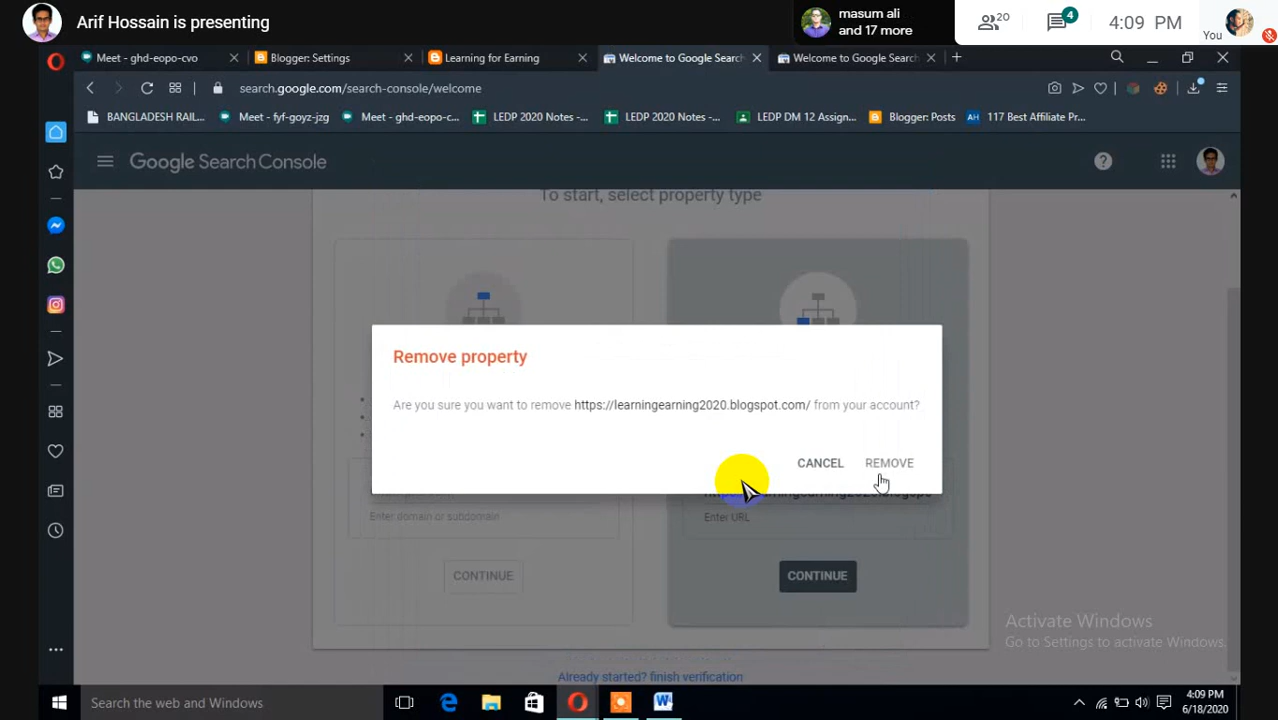 Arif Hossain is presenting
masum ali
and 17 more
20
4
4:09 PM
You
Meet - ghd-eopo-cvo
Blogger: Settings
Learning for Earning
Welcome to Google Searc
Welcome to Google Searc
search.google.com/search-console/welcome
BANGLADESH RAIL...
Meet - fyf-goyz-jzg
Meet - ghd-eopo-c...
LEDP 2020 Notes -...
LEDP 2020 Notes -...
LEDP DM 12 Assign...
Blogger: Posts
AH
117 Best Affiliate Pr...
Google Search Console
To start, select property type
Remove property
Are you sure you want to remove https://learningearning2020.blogspot.com/ from your account?
CANCEL
REMOVE
Enter domain or subdomain
Enter URL
CONTINUE
CONTINUE
Activate Windows
Go to Settings to activate Windows.
Already started? finish verification
Search the web and Windows
4:09 PM
6/18/2020